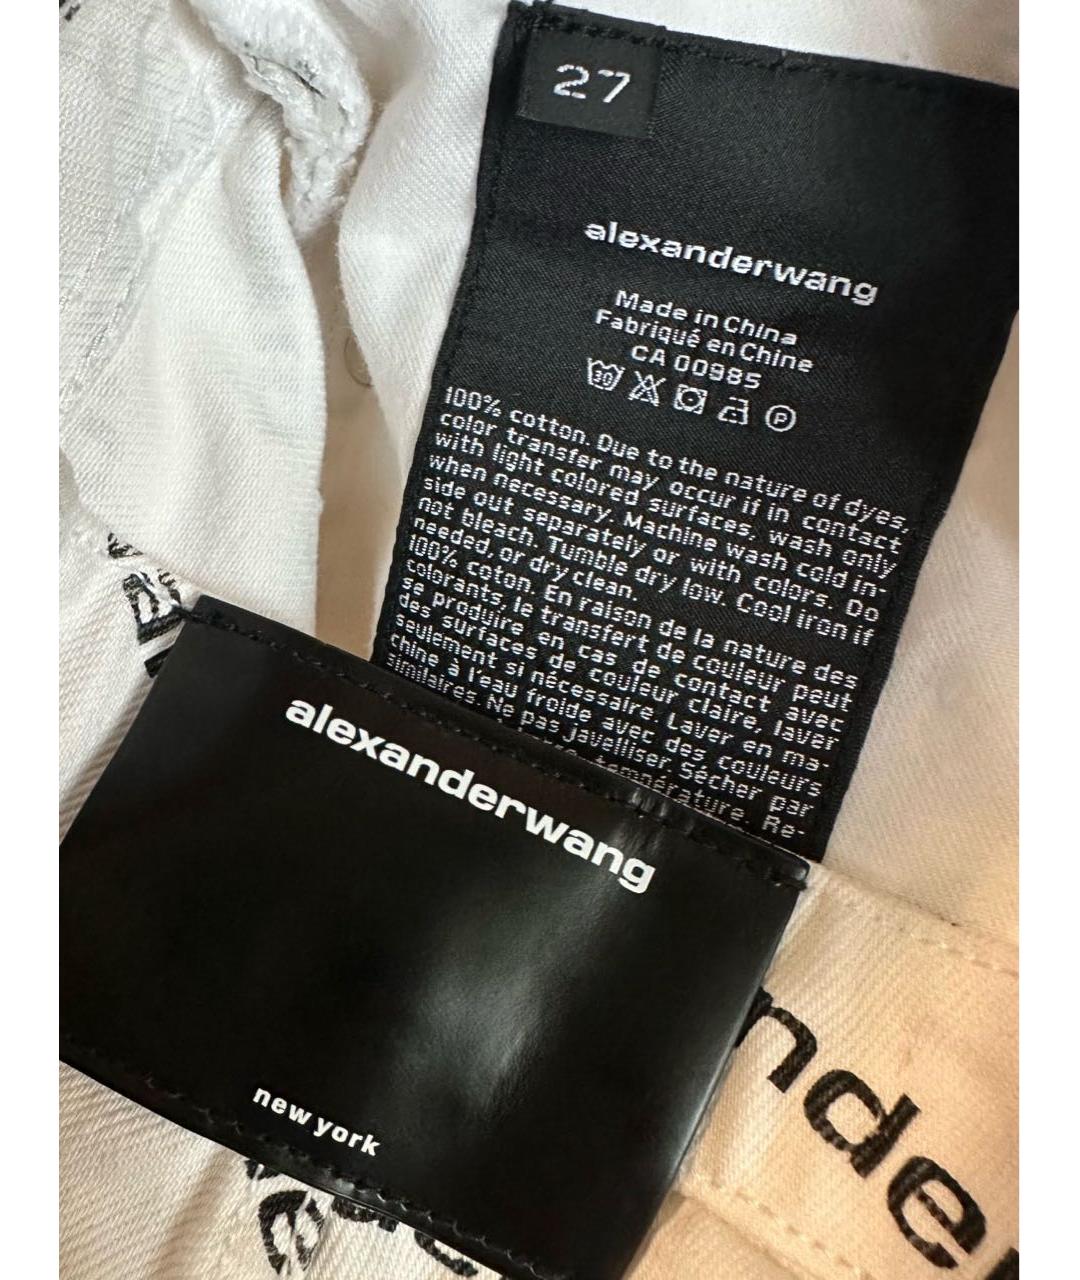 27
alexanderwang
Made in China
Fabriqué en Chine
CA 00985
30
P
100% cotton. Due to the nature of dyes,
color transfer may occur if in contact
with light colored surfaces, wash only
when necessary. Machine wash cold in-
side out separately or with colors. Do
not bleach. Tumble dry low. Cool iron if
needed, or dry clean.
100% coton. En raison de la nature des
colorants, le transfert de couleur peut
se produire en cas de contact avec
des surfaces de couleur claire, laver
seulement si nécessaire. Laver en ma-
chine à l'eau froide avec des couleurs
similaires. Ne pas Javelliser. Sécher par
température. Re-
alexanderwang
new york
nde